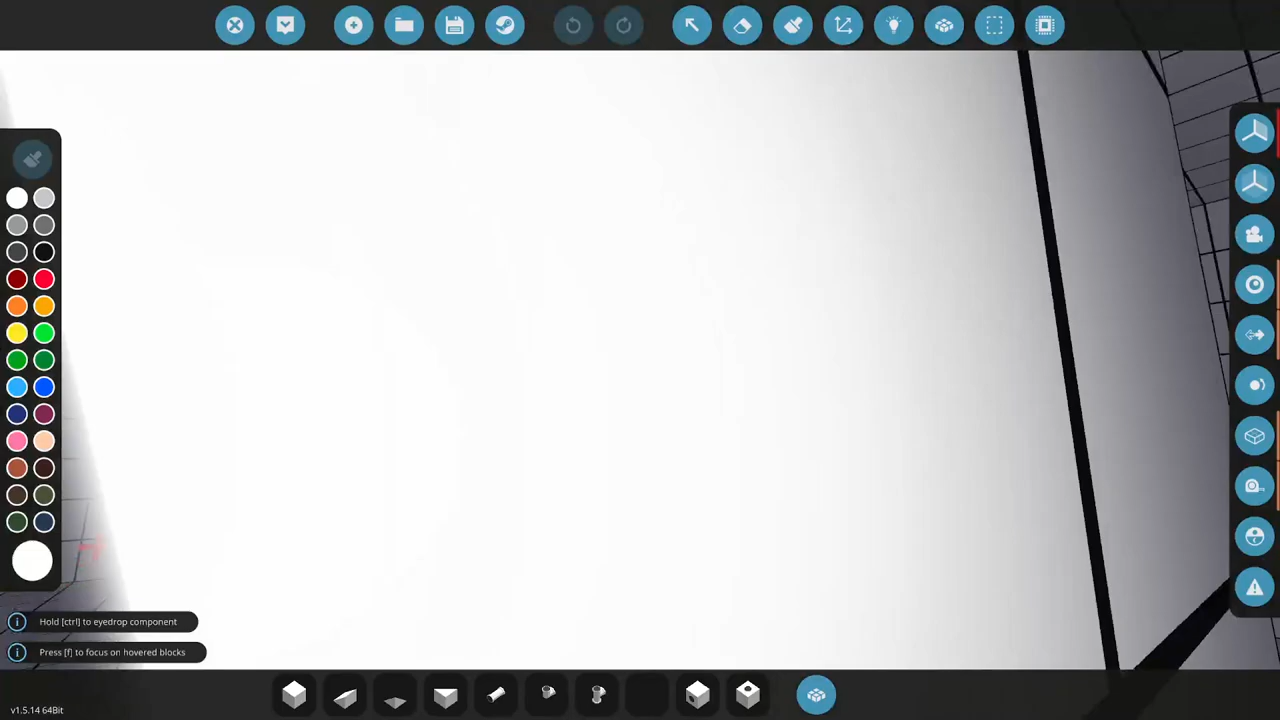 Hold [ctrl] to eyedrop component
Press [f] to focus on hovered blocks
v1.5.14 64Bit